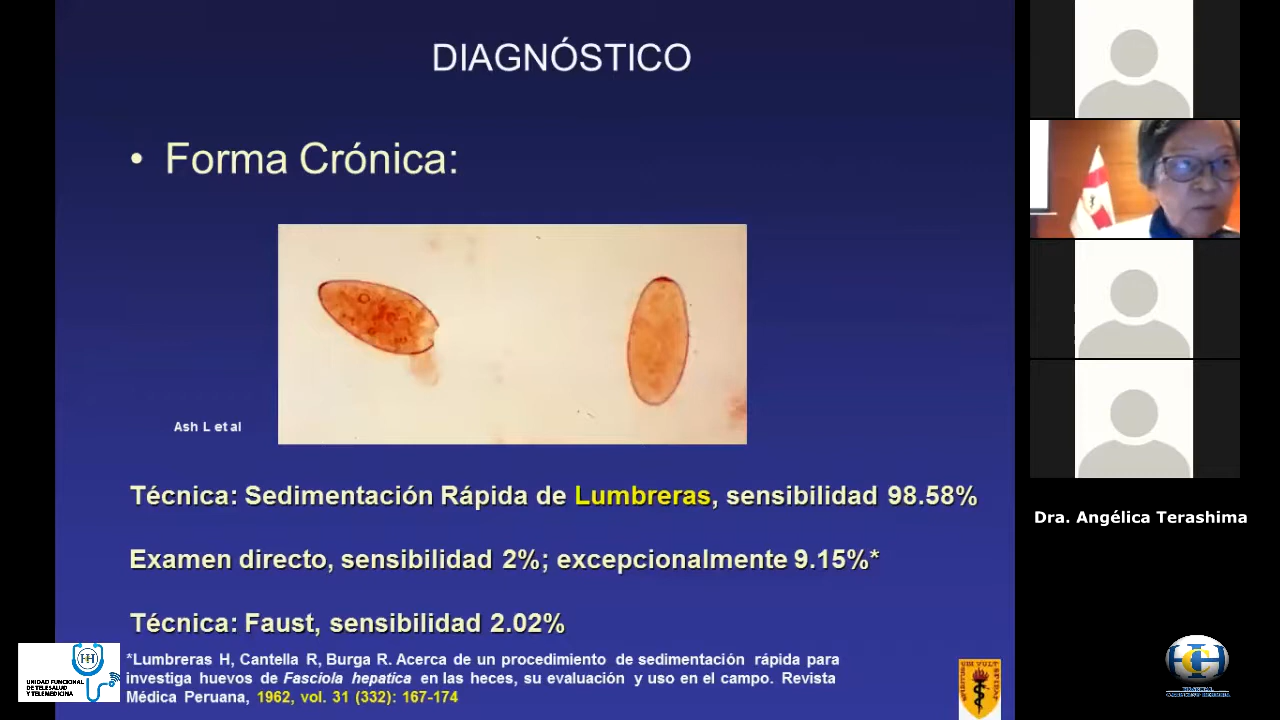 DIAGNÓSTICO
• Forma Crónica:
Ash L et al
Técnica: Sedimentación Rápida de Lumbreras, sensibilidad 98.58%
Examen directo, sensibilidad 2%; excepcionalmente 9.15%*
Técnica: Faust, sensibilidad 2.02%
*Lumbreras H, Cantella R, Burga R. Acerca de un procedimiento de sedimentación rápida para
investiga huevos de Fasciola hepatica en las heces, su evaluación y uso en el campo. Revista
Médica Peruana, 1962, vol. 31 (332): 167-174
Dra. Angélica Terashima
UNIDAD FUNCIONAL
DE TELESALUD
Y TELEMEDICINA